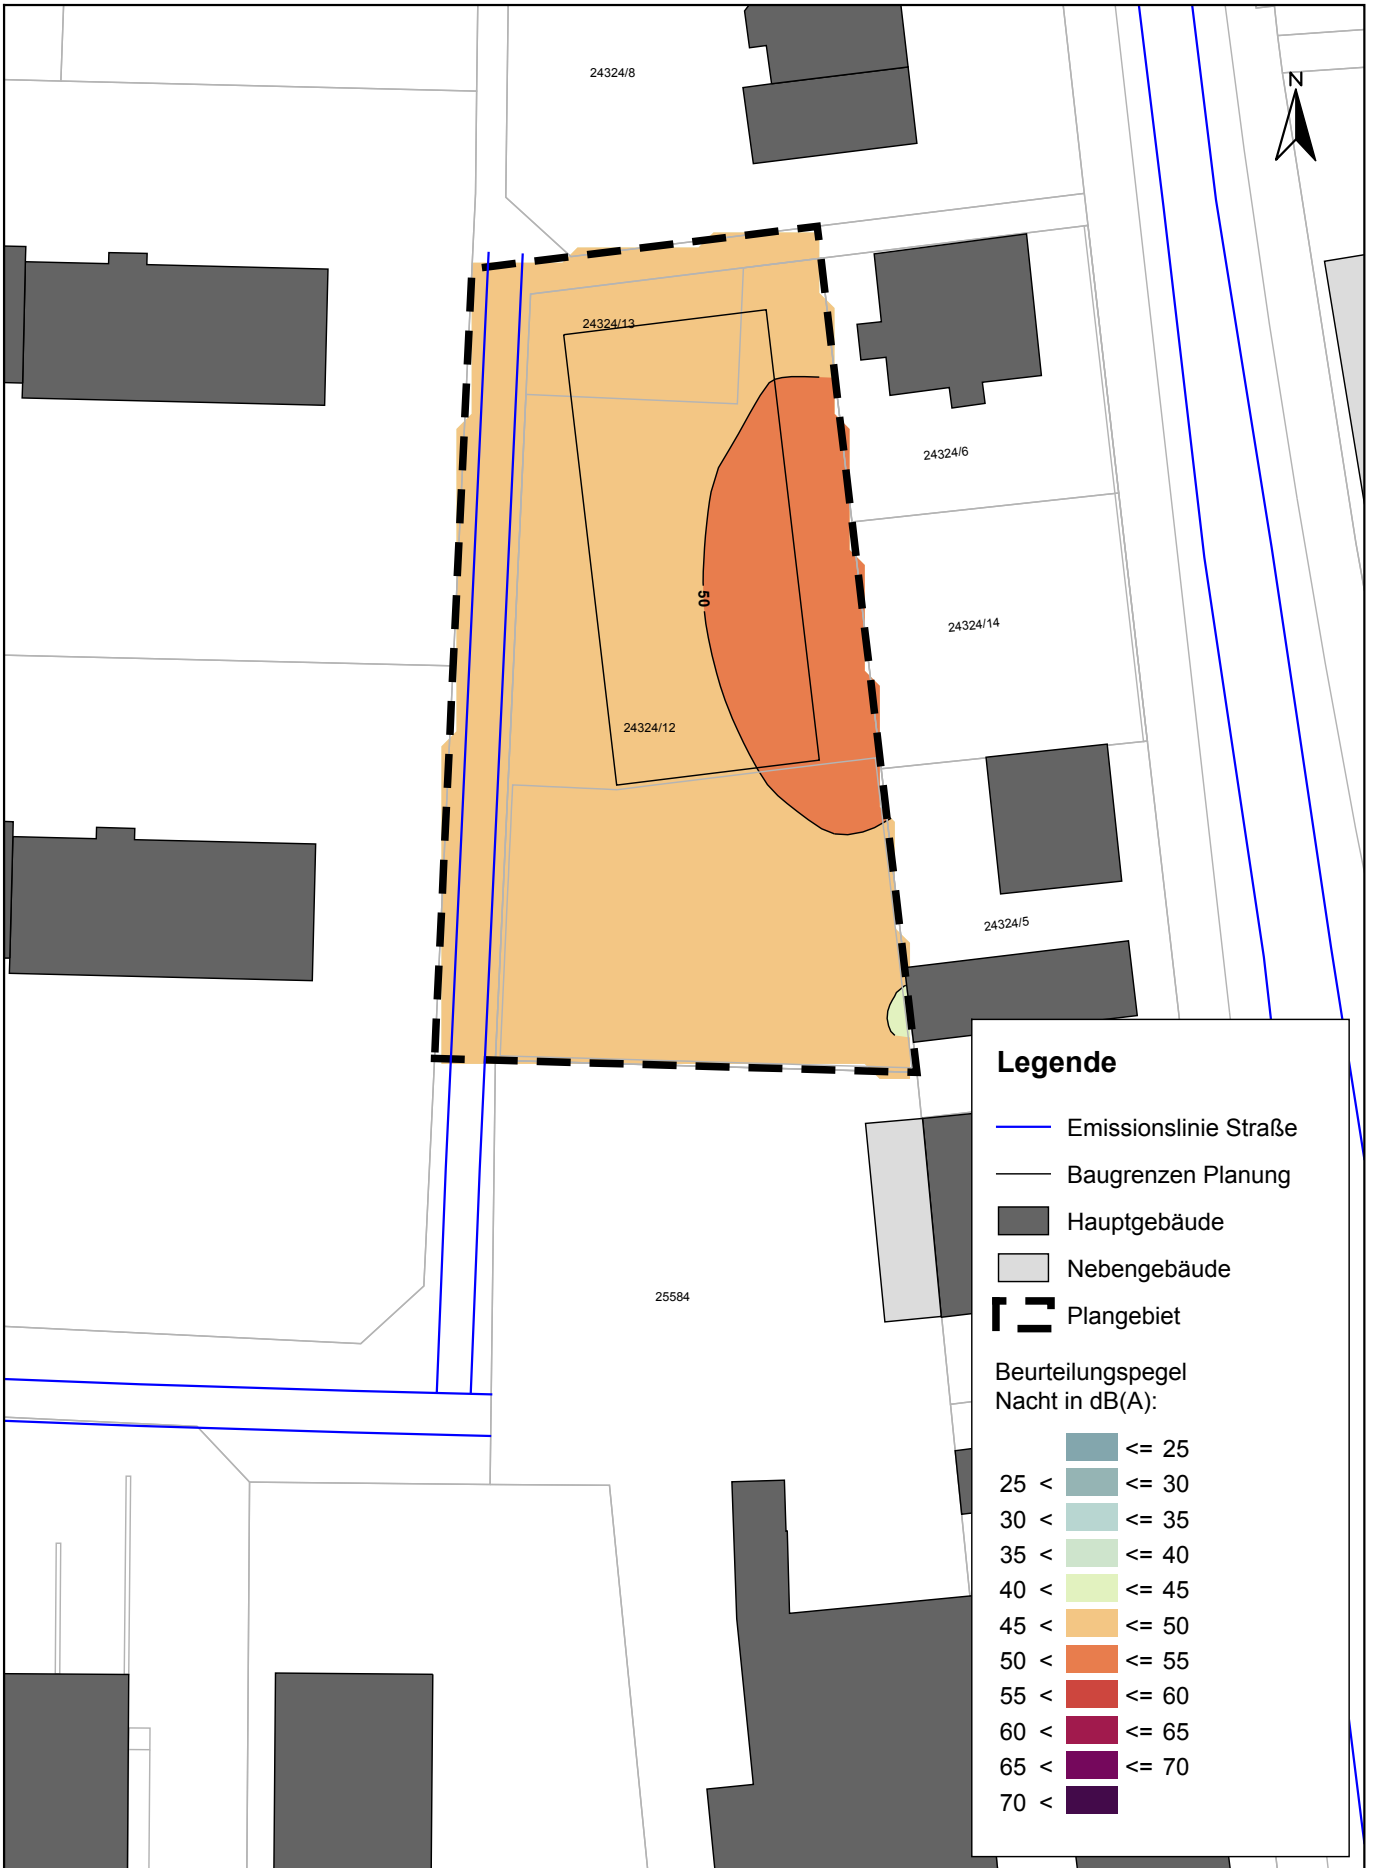 24324/8
N
24324/13
24324/6
50
24324/14
24324/12
24324/5
25584
Legende
Emissionslinie Straße
Baugrenzen Planung
Hauptgebäude
Nebengebäude
Plangebiet
Beurteilungspegel
Nacht in dB(A):
<= 25
25 < <= 30
30 < <= 35
35 < <= 40
40 < <= 45
45 < <= 50
50 < <= 55
55 < <= 60
60 < <= 65
65 < <= 70
70 <